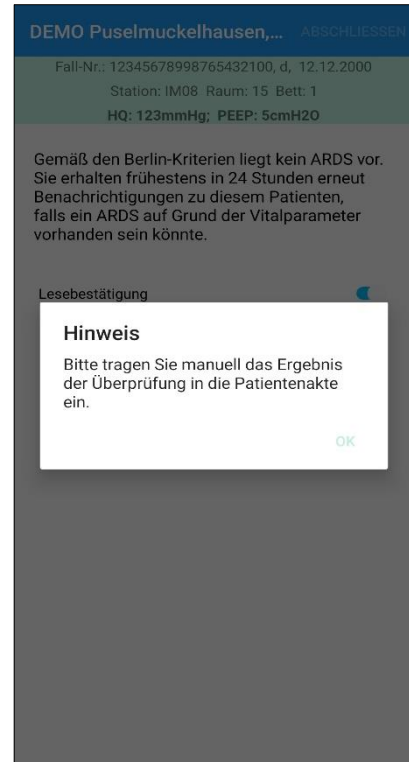 DEMO Puselmuckelhausen,... ABSCHLIESSEN
Fall-Nr.: 12345678998765432100, d, 12.12.2000
Station: IM08 Raum: 15 Bett: 1
HQ: 123mmHg; PEEP: 5cmH2O
Gemäß den Berlin-Kriterien liegt kein ARDS vor.
Sie erhalten frühestens in 24 Stunden erneut
Benachrichtigungen zu diesem Patienten,
falls ein ARDS auf Grund der Vitalparameter
vorhanden sein könnte.
Lesebestätigung
Hinweis
Bitte tragen Sie manuell das Ergebnis
der Überprüfung in die Patientenakte
ein.
OK